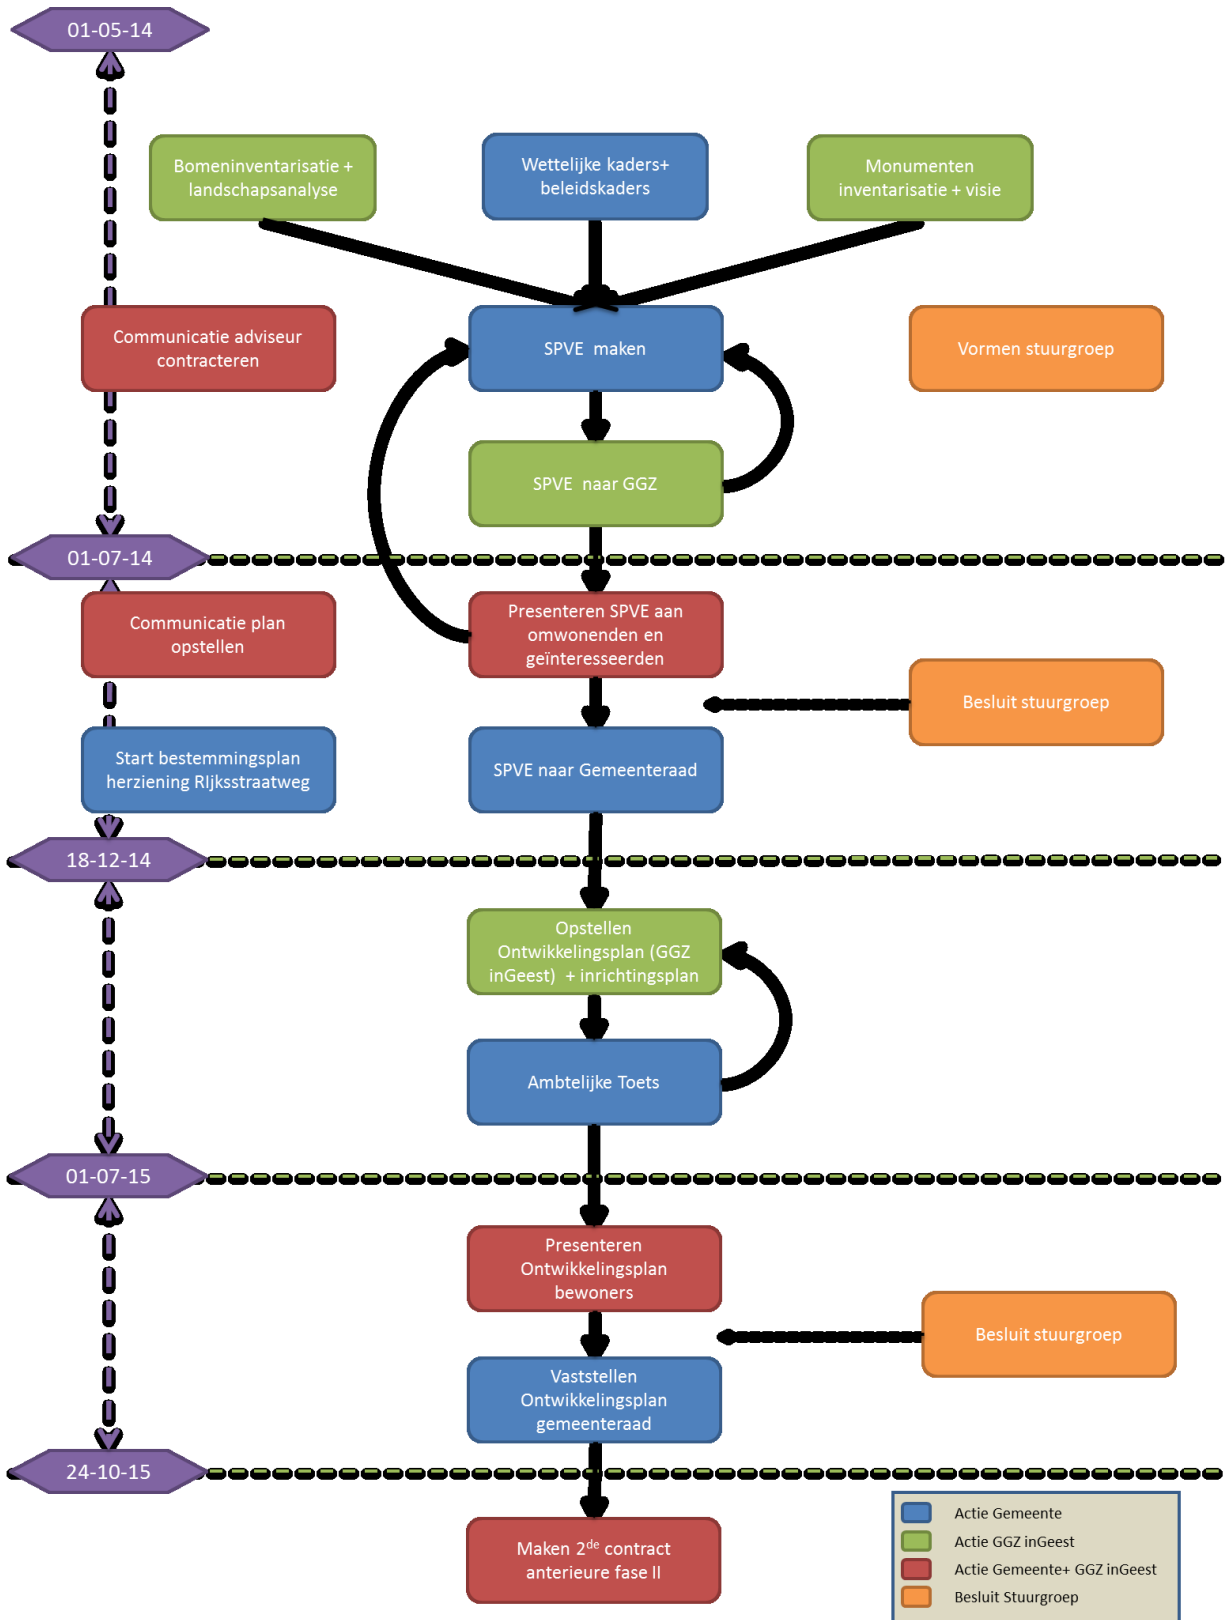 01-05-14
Bomeninventarisatie +
landschapsanalyse
Wettelijke kaders+
beleidskaders
Monumenten
inventarisatie + visie
Communicatie adviseur
contracteren
SPVE maken
Vormen stuurgroep
SPVE naar GGZ
01-07-14
Communicatie plan
opstellen
Presenteren SPVE aan
omwonenden en
geïnteresseerden
Besluit stuurgroep
Start bestemmingsplan
herziening RIjksstraatweg
SPVE naar Gemeenteraad
18-12-14
Opstellen
Ontwikkelingsplan (GGZ
inGeest) + inrichtingsplan
Ambtelijke Toets
01-07-15
Presenteren
Ontwikkelingsplan
bewoners
Besluit stuurgroep
Vaststellen
Ontwikkelingsplan
gemeenteraad
24-10-15
Maken 2de contract
anterieure fase II
Actie Gemeente
Actie GGZ inGeest
Actie Gemeente+ GGZ inGeest
Besluit Stuurgroep